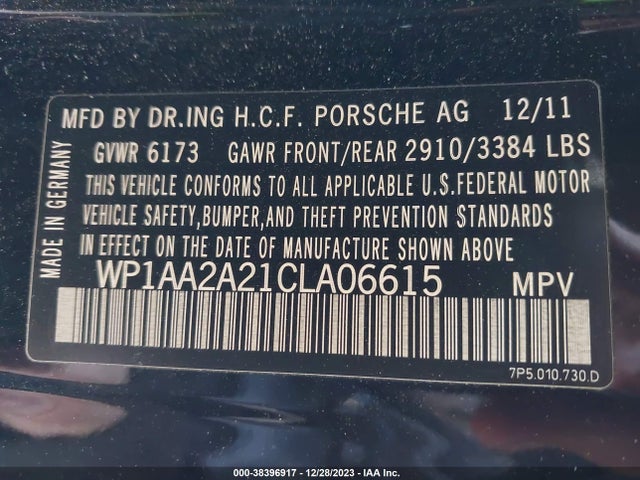 MFD BY DR.ING H.C.F. PORSCHE AG 12/11
GVWR 6173 GAWR FRONT/REAR 2910/3384 LBS
THIS VEHICLE CONFORMS TO ALL APPLICABLE U.S.FEDERAL MOTOR
VEHICLE SAFETY,BUMPER,AND THEFT PREVENTION STANDARDS
IN EFFECT ON THE DATE OF MANUFACTURE SHOWN ABOVE
WP1AA2A21CLA06615 MPV
MADE IN GERMANY
7P5.010.730.D
000-38396917 - 12/28/2023 - IAA Inc.